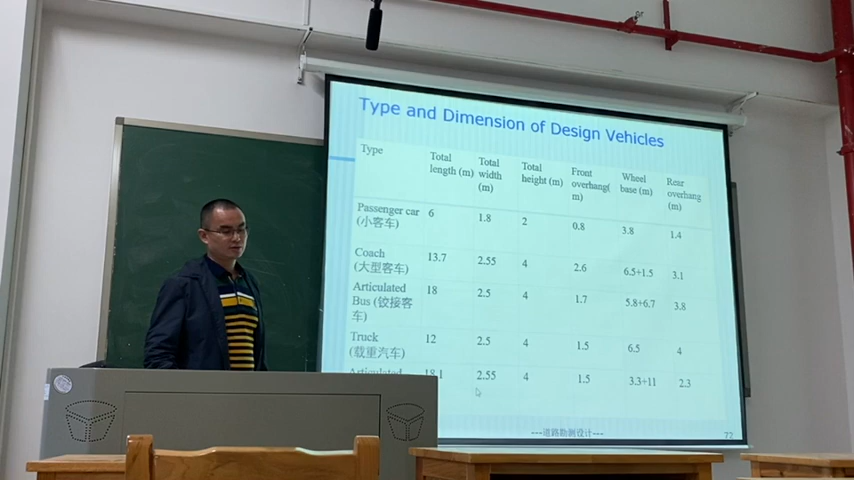 Type and Dimension of Design Vehicles
Type Total length (m) Total width (m) Total height (m) Front overhang( m) Wheel base (m) Rear overhang (m)
Passenger car (小客车) 6 1.8 2 0.8 3.8 1.4
Coach (大型客车) 13.7 2.55 4 2.6 6.5+1.5 3.1
Articulated Bus (铰接客车) 18 2.5 4 1.7 5.8+6.7 3.8
Truck (载重汽车) 12 2.5 4 1.5 6.5 4
Articulated 18.1 2.55 4 1.5 3.3+11 2.3
---道路勘测设计--- 72